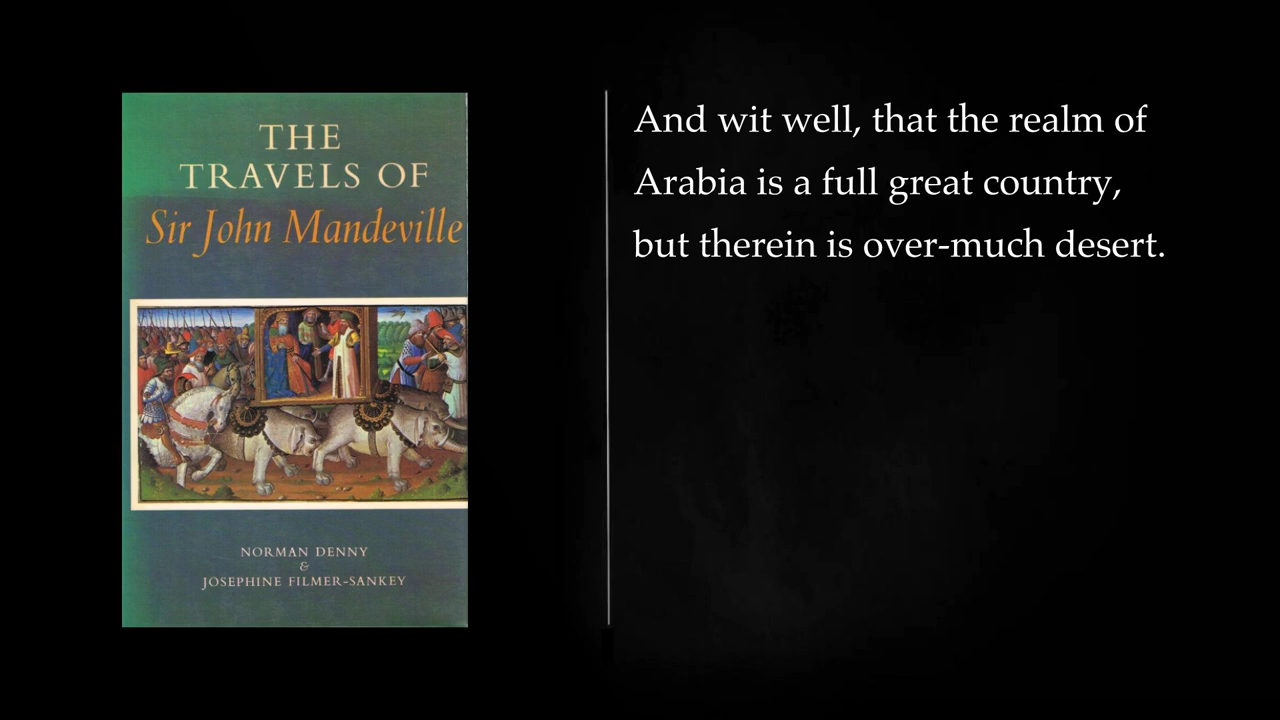 THE
TRAVELS OF
Sir John Mandeville
NORMAN DENNY
&
JOSEPHINE FILMER-SANKEY
And wit well, that the realm of
Arabia is a full great country,
but therein is over-much desert.